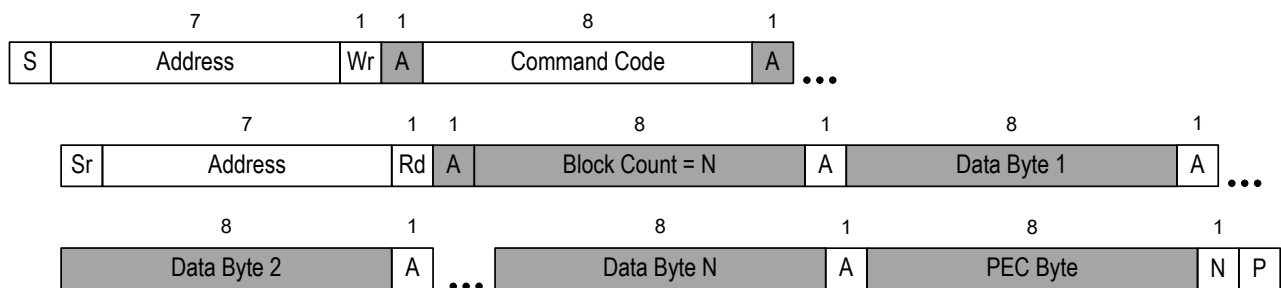 7 1 1 8 1
S Address Wr A Command Code A ...
7 1 1 8 1 8 1
Sr Address Rd A Block Count = N A Data Byte 1 A ...
8 1 8 1 8 1
Data Byte 2 A ... Data Byte N A PEC Byte N P